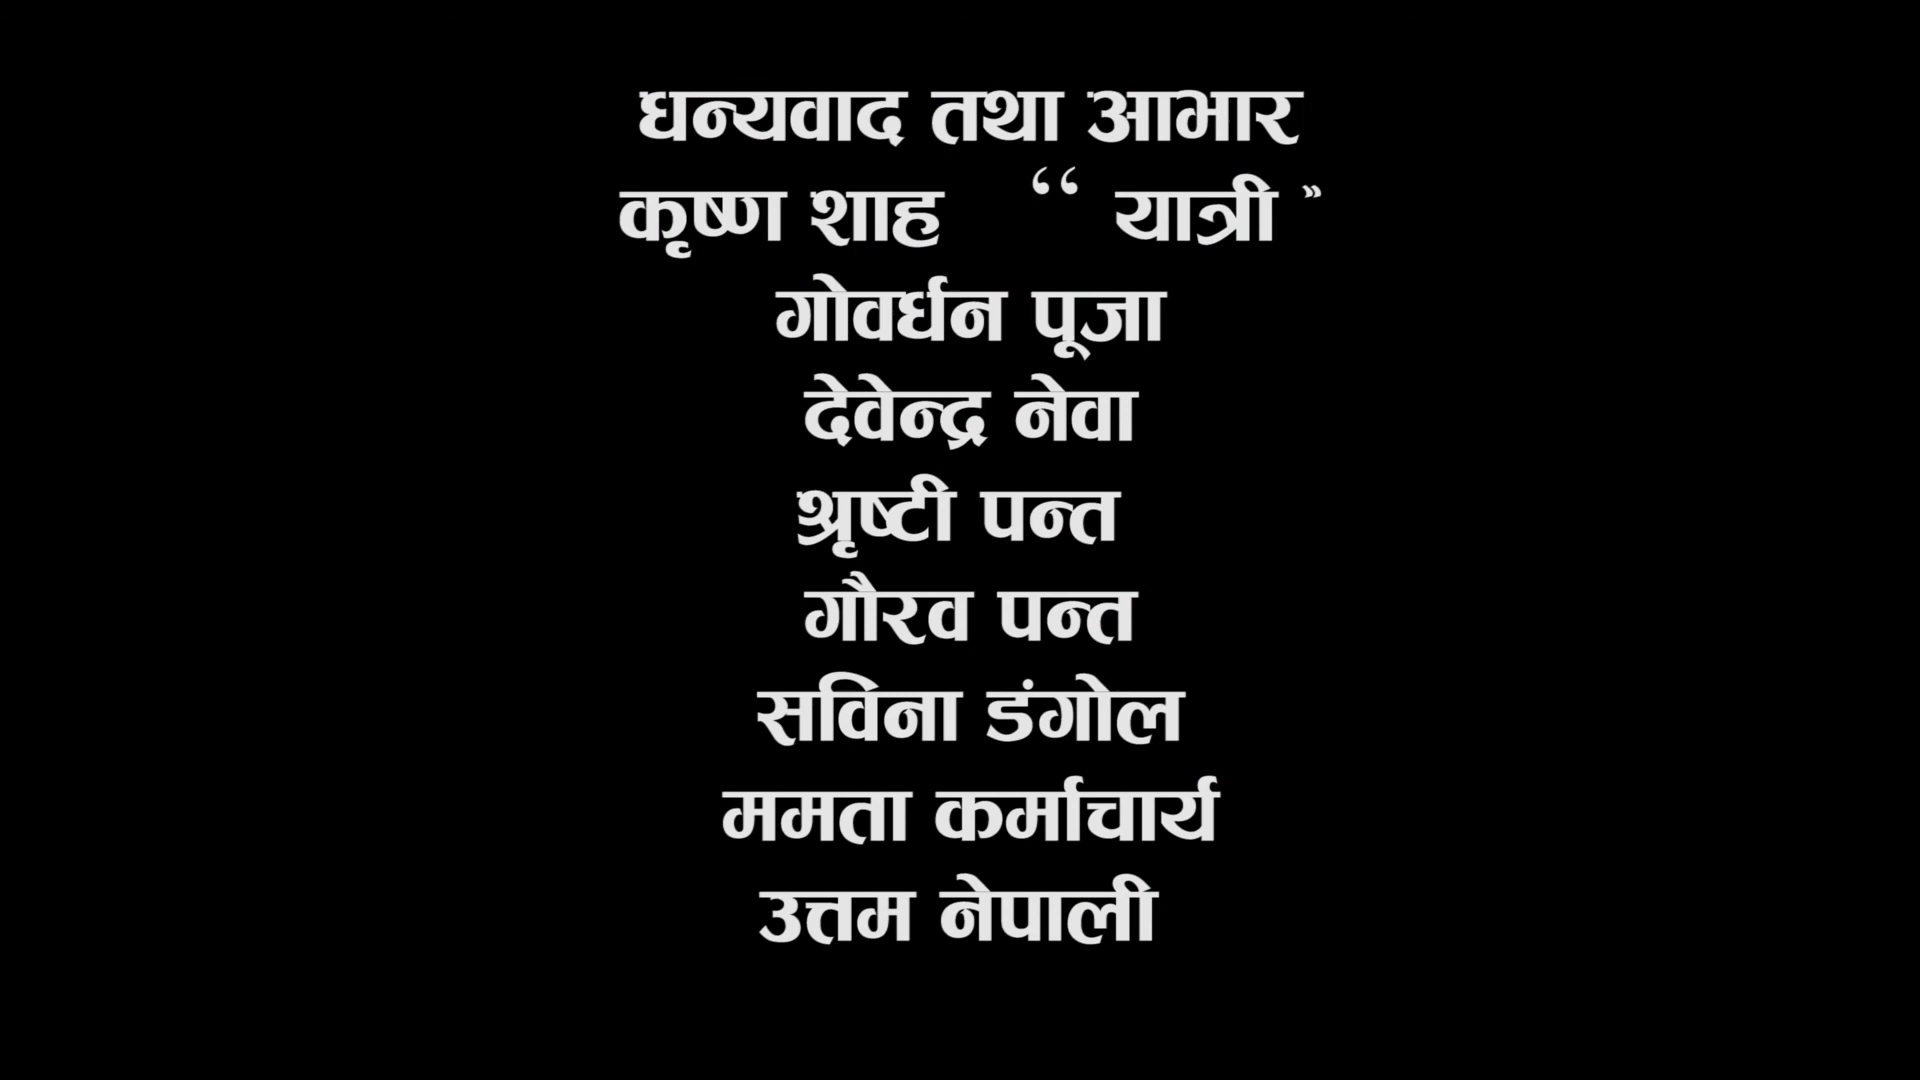 धन्यवाद तथा आभार
कृष्ण शाह “ यात्री ”
गोवर्धन पूजा
देवेन्द्र नेवा
श्रृष्टी पन्त
गौरव पन्त
सविना डंगोल
ममता कर्माचार्य
उत्तम नेपाली